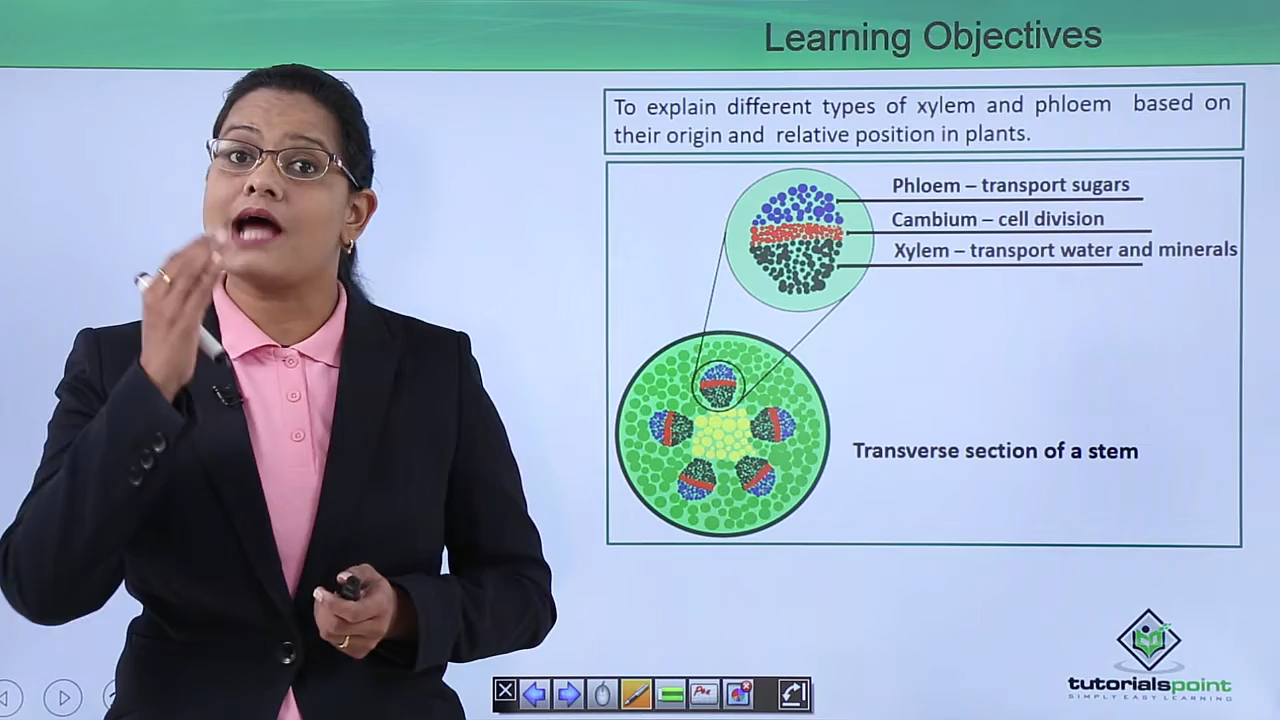 Learning Objectives
To explain different types of xylem and phloem based on
their origin and relative position in plants.
Phloem – transport sugars
Cambium – cell division
Xylem – transport water and minerals
Transverse section of a stem
tutorialspoint
SIMPLY EASY LEARNING